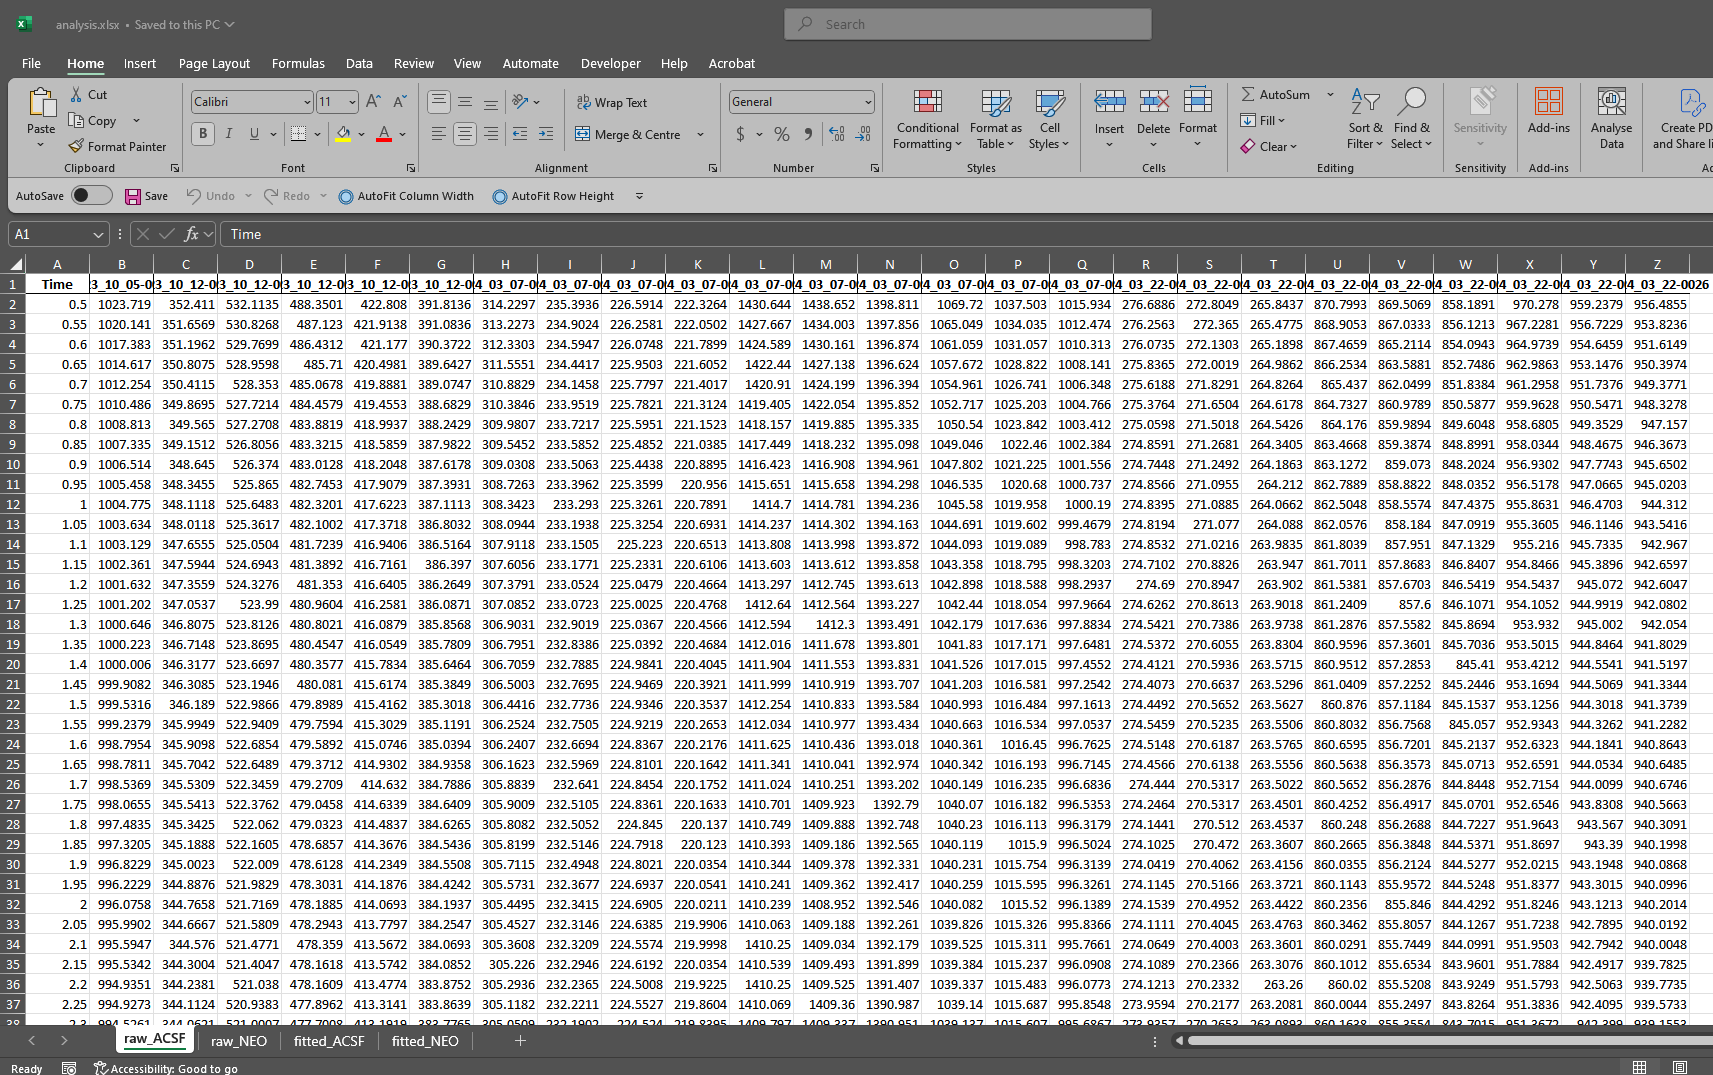 analysis.xlsx • Saved to this PC
Search
File Home Insert Page Layout Formulas Data Review View Automate Developer Help Acrobat
Paste
Cut
Copy
Format Painter
Clipboard
Calibri 11
B I U
Font
Wrap Text
Merge & Centre
Alignment
General
$ %
Number
Conditional Formatting
Format as Table
Cell Styles
Styles
Insert
Delete
Format
Cells
AutoSum
Fill
Clear
Sort & Filter
Find & Select
Editing
Sensitivity
Sensitivity
Add-ins
Add-ins
Analyse Data
Create PD
and Share li
AutoSave Save Undo Redo AutoFit Column Width AutoFit Row Height
A1 fx Time
A B C D E F G H I J K L M N O P Q R S T U V W X Y Z
1 Time 3_10_05-0 3_10_12-0 3_10_12-0 3_10_12-0 3_10_12-0 3_10_12-0 4_03_07-0 4_03_07-0 4_03_07-0 4_03_07-0 4_03_07-0 4_03_07-0 4_03_07-0 4_03_07-0 4_03_07-0 4_03_07-0 4_03_22-0 4_03_22-0 4_03_22-0 4_03_22-0 4_03_22-0 4_03_22-0 4_03_22-0 4_03_22-0 4_03_22-0026
2 0.5 1023.719 352.411 532.1135 488.3501 422.808 391.8136 314.2297 235.3936 226.5914 222.3264 1430.644 1438.652 1398.811 1069.72 1037.503 1015.934 276.6886 272.8049 265.8437 870.7993 869.5069 858.1891 970.278 959.2379 956.4855
3 0.55 1020.141 351.6569 530.8268 487.123 421.9138 391.0836 313.2273 234.9024 226.2581 222.0502 1427.667 1434.003 1397.856 1065.049 1034.035 1012.474 276.2563 272.365 265.4775 868.9053 867.0333 856.1213 967.2281 956.7229 953.8236
4 0.6 1017.383 351.1962 529.7699 486.4312 421.177 390.3722 312.3303 234.5947 226.0748 221.7899 1424.589 1430.161 1396.874 1061.059 1031.057 1010.313 276.0735 272.1303 265.1898 867.4659 865.2114 854.0943 964.9739 954.6459 951.6149
5 0.65 1014.617 350.8075 528.9598 485.71 420.4981 389.6427 311.5551 234.4417 225.9503 221.6052 1422.44 1427.138 1396.624 1057.672 1028.822 1008.141 275.8365 272.0019 264.9862 866.2534 863.5881 852.7486 962.9863 953.1476 950.3974
6 0.7 1012.254 350.4115 528.353 485.0678 419.8881 389.0747 310.8829 234.1458 225.7797 221.4017 1420.91 1424.199 1396.394 1054.961 1026.741 1006.348 275.6188 271.8291 264.8264 865.437 862.0499 851.8384 961.2958 951.7376 949.3771
7 0.75 1010.486 349.8695 527.7214 484.4579 419.4553 388.6829 310.3846 233.9519 225.7821 221.3124 1419.405 1422.054 1395.852 1052.717 1025.203 1004.766 275.3764 271.6504 264.6178 864.7327 860.9789 850.5877 959.9628 950.5471 948.3278
8 0.8 1008.813 349.565 527.2708 483.8819 418.9937 388.2429 309.9807 233.7217 225.5951 221.1523 1418.157 1419.885 1395.335 1050.54 1023.842 1003.412 275.0598 271.5018 264.5426 864.176 859.9894 849.6048 958.6805 949.3529 947.157
9 0.85 1007.335 349.1512 526.8056 483.3215 418.5859 387.9822 309.5452 233.5852 225.4852 221.0385 1417.449 1418.232 1395.098 1049.046 1022.46 1002.384 274.8591 271.2681 264.3405 863.4668 859.3874 848.8991 958.0344 948.4675 946.3673
10 0.9 1006.514 348.645 526.374 483.0128 418.2048 387.6178 309.0308 233.5063 225.4438 220.8895 1416.423 1416.908 1394.961 1047.802 1021.225 1001.556 274.7448 271.2492 264.1863 863.1272 859.073 848.2024 956.9302 947.7743 945.6502
11 0.95 1005.458 348.3455 525.865 482.7453 417.9079 387.3931 308.7263 233.3962 225.3599 220.956 1415.651 1415.658 1394.298 1046.535 1020.68 1000.737 274.8566 271.0955 264.212 862.7889 858.8822 848.0352 956.5178 947.0665 945.0203
12 1 1004.775 348.1118 525.6483 482.3201 417.6223 387.1113 308.3423 233.293 225.3261 220.7891 1414.7 1414.781 1394.236 1045.58 1019.958 1000.19 274.8395 271.0885 264.0662 862.5048 858.5574 847.4375 955.8631 946.4703 944.312
13 1.05 1003.634 348.0118 525.3617 482.1002 417.3718 386.8032 308.0944 233.1938 225.3254 220.6931 1414.237 1414.302 1394.163 1044.691 1019.602 999.4679 274.8194 271.077 264.088 862.0576 858.184 847.0919 955.3605 946.1146 943.5416
14 1.1 1003.129 347.6555 525.0504 481.7239 416.9406 386.5164 307.9118 233.1505 225.223 220.6513 1413.808 1413.998 1393.872 1044.093 1019.089 998.783 274.8532 271.0216 263.9835 861.8039 857.951 847.1329 955.216 945.7335 942.967
15 1.15 1002.361 347.5944 524.6943 481.3892 416.7161 386.397 307.6056 233.1771 225.2331 220.6106 1413.603 1413.612 1393.858 1043.358 1018.795 998.3203 274.7102 270.8826 263.947 861.7011 857.8683 846.8407 954.8466 945.3896 942.6597
16 1.2 1001.632 347.3559 524.3276 481.353 416.6405 386.2649 307.3791 233.0524 225.0479 220.4664 1413.297 1412.745 1393.613 1042.898 1018.588 998.2937 274.69 270.8947 263.902 861.5381 857.6703 846.5419 954.5437 945.072 942.6047
17 1.25 1001.202 347.0537 523.99 480.9604 416.2581 386.0871 307.0852 233.0723 225.0025 220.4768 1412.64 1412.564 1393.227 1042.44 1018.054 997.9664 274.6262 270.8613 263.9018 861.2409 857.6 846.1071 954.1052 944.9919 942.0802
18 1.3 1000.646 346.8075 523.8126 480.8021 416.0879 385.8568 306.9031 232.9019 225.0367 220.4566 1412.594 1412.3 1393.491 1042.179 1017.636 997.8834 274.5421 270.7386 263.9738 861.2876 857.5582 845.8694 953.932 945.002 942.054
19 1.35 1000.223 346.7148 523.8695 480.4547 416.0549 385.7809 306.7951 232.8386 225.0392 220.4684 1412.016 1411.678 1393.801 1041.83 1017.171 997.6481 274.5372 270.6055 263.8304 860.9596 857.3601 845.7036 953.5015 944.8464 941.8029
20 1.4 1000.006 346.3177 523.6697 480.3577 415.7834 385.6464 306.7059 232.7885 224.9841 220.4045 1411.904 1411.553 1393.831 1041.526 1017.015 997.4552 274.4121 270.5936 263.5715 860.9512 857.2853 845.41 953.4212 944.5541 941.5197
21 1.45 999.9082 346.3085 523.1946 480.081 415.6174 385.3849 306.5003 232.7695 224.9469 220.3921 1411.999 1410.919 1393.707 1041.203 1016.581 997.2542 274.4073 270.6637 263.5296 861.0409 857.2252 845.2446 953.1694 944.5069 941.3344
22 1.5 999.5316 346.189 522.9866 479.8989 415.4162 385.3018 306.4416 232.7736 224.9346 220.3537 1412.254 1410.833 1393.584 1040.993 1016.484 997.1613 274.4492 270.5652 263.5627 860.876 857.1184 845.1537 953.1256 944.3018 941.3739
23 1.55 999.2379 345.9949 522.9409 479.7594 415.3029 385.1191 306.2524 232.7505 224.9219 220.2653 1412.034 1410.977 1393.434 1040.663 1016.534 997.0537 274.5459 270.5235 263.5506 860.8032 856.7568 845.057 952.9343 944.3262 941.2282
24 1.6 998.7954 345.9098 522.6854 479.5892 415.0746 385.0394 306.2407 232.6694 224.8367 220.2176 1411.625 1410.436 1393.018 1040.361 1016.45 996.7625 274.5148 270.6187 263.5765 860.6595 856.7201 845.2137 952.6323 944.1841 940.8643
25 1.65 998.7811 345.7042 522.6489 479.3712 414.9302 384.9358 306.1623 232.5969 224.8101 220.1642 1411.341 1410.041 1392.974 1040.342 1016.193 996.7145 274.4566 270.6138 263.5556 860.5638 856.3573 845.0713 952.6591 944.0534 940.6485
26 1.7 998.5369 345.5309 522.3459 479.2709 414.632 384.7886 305.8839 232.641 224.8454 220.1752 1411.024 1410.251 1393.202 1040.149 1016.235 996.6836 274.444 270.5317 263.5022 860.5652 856.2876 844.8448 952.7154 944.0099 940.6746
27 1.75 998.0655 345.5413 522.3762 479.0458 414.6339 384.6409 305.9009 232.5105 224.8361 220.1633 1410.701 1409.923 1392.79 1040.07 1016.182 996.5353 274.2464 270.5317 263.4501 860.4252 856.4917 845.0701 952.6546 943.8308 940.5663
28 1.8 997.4835 345.3425 522.062 479.0323 414.4837 384.6265 305.8082 232.5052 224.845 220.137 1410.749 1409.888 1392.748 1040.23 1016.113 996.3179 274.1441 270.512 263.4537 860.248 856.2688 844.7227 951.9643 943.567 940.3091
29 1.85 997.3205 345.1888 522.1605 478.6857 414.3676 384.5436 305.8199 232.5146 224.7918 220.123 1410.393 1409.186 1392.565 1040.119 1015.9 996.5024 274.1025 270.472 263.3607 860.2665 856.3848 844.5371 951.8697 943.39 940.1998
30 1.9 996.8229 345.0023 522.009 478.6128 414.2349 384.5508 305.7115 232.4948 224.8021 220.0354 1410.344 1409.378 1392.331 1040.231 1015.754 996.3139 274.0419 270.4062 263.4156 860.0355 856.2124 844.5277 952.0215 943.1948 940.0868
31 1.95 996.2229 344.8876 521.9829 478.3031 414.1876 384.4242 305.5731 232.3677 224.6937 220.0541 1410.241 1409.362 1392.417 1040.259 1015.595 996.3261 274.1145 270.5166 263.3721 860.1143 855.9572 844.5248 951.8377 943.3015 940.0996
32 2 996.0758 344.7658 521.7169 478.1885 414.0693 384.1937 305.4495 232.3415 224.6905 220.0211 1410.239 1408.952 1392.546 1040.082 1015.52 996.1389 274.1539 270.4952 263.4422 860.2356 855.846 844.4292 951.8246 943.1213 940.2014
33 2.05 995.9902 344.6667 521.5809 478.2943 413.7797 384.2547 305.4527 232.3146 224.6385 219.9906 1410.063 1409.188 1392.261 1039.826 1015.326 995.8366 274.1111 270.4045 263.4763 860.3462 855.8057 844.1267 951.7238 942.7895 940.0192
34 2.1 995.5947 344.576 521.4771 478.359 413.5672 384.0693 305.3608 232.3209 224.5574 219.9998 1410.25 1409.034 1392.179 1039.525 1015.311 995.7661 274.0649 270.4003 263.3601 860.0291 855.7449 844.0991 951.9503 942.7942 940.0048
35 2.15 995.5342 344.3004 521.4047 478.1618 413.5742 384.0852 305.226 232.2946 224.6192 220.0354 1410.539 1409.493 1391.899 1039.384 1015.237 996.0908 274.1089 270.2366 263.3076 860.1012 855.6534 843.9601 951.7884 942.4917 939.7825
36 2.2 994.9351 344.2381 521.038 478.1609 413.4774 383.8752 305.2936 232.2365 224.5008 219.9225 1410.25 1409.525 1391.407 1039.337 1015.483 996.0773 274.1213 270.2332 263.26 860.02 855.5208 843.9249 951.5793 942.5063 939.7735
37 2.25 994.9273 344.1124 520.9383 477.8962 413.3141 383.8639 305.1182 232.2211 224.5527 219.8604 1410.069 1409.36 1390.987 1039.14 1015.687 995.8548 273.9594 270.2177 263.2081 860.0044 855.2497 843.8264 951.3836 942.4095 939.5733
raw_ACSF raw_NEO fitted_ACSF fitted_NEO
Ready Accessibility: Good to go